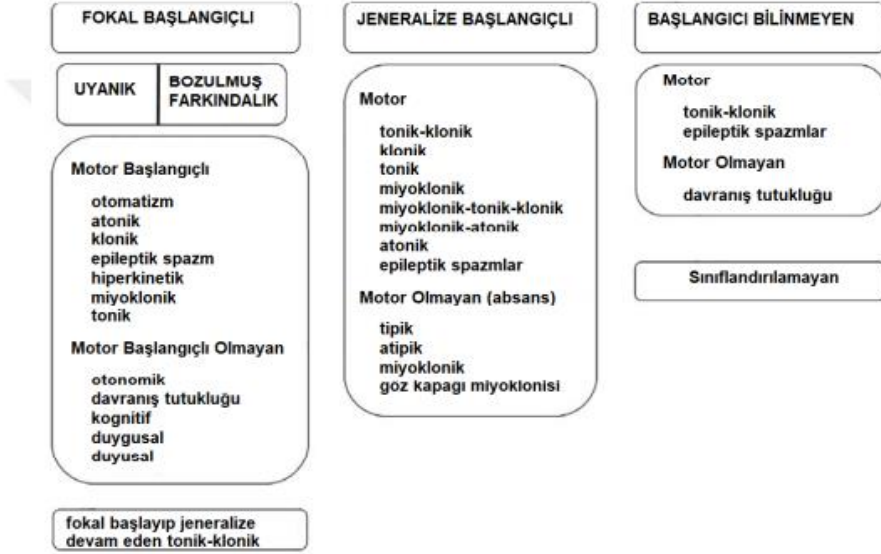 FOKAL BAŞLANGIÇLI
UYANIK
BOZULMUŞ
FARKINDALIK
Motor Başlangıçlı
otomatizm
atonik
klonik
epileptik spazm
hiperkinetik
miyoklonik
tonik
Motor Başlangıçlı Olmayan
otonomik
davranış tutukluğu
kognitif
duygusal
duyusal
fokal başlayıp jeneralize
devam eden tonik-klonik
JENERALİZE BAŞLANGIÇLI
Motor
tonik-klonik
klonik
tonik
miyoklonik
miyoklonik-tonik-klonik
miyoklonik-atonik
atonik
epileptik spazmlar
Motor Olmayan (absans)
tipik
atipik
miyoklonik
göz kapagı miyoklonisi
BAŞLANGICI BİLİNMEYEN
Motor
tonik-klonik
epileptik spazmlar
Motor Olmayan
davranış tutukluğu
Sınıflandırılamayan